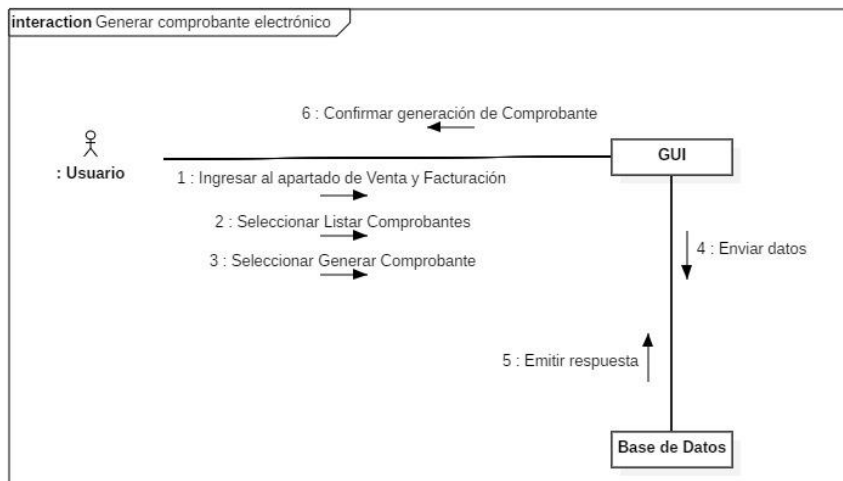 interaction Generar comprobante electrónico
6 : Confirmar generación de Comprobante
GUI
: Usuario
1 : Ingresar al apartado de Venta y Facturación
2 : Seleccionar Listar Comprobantes
3 : Seleccionar Generar Comprobante
4 : Enviar datos
5 : Emitir respuesta
Base de Datos